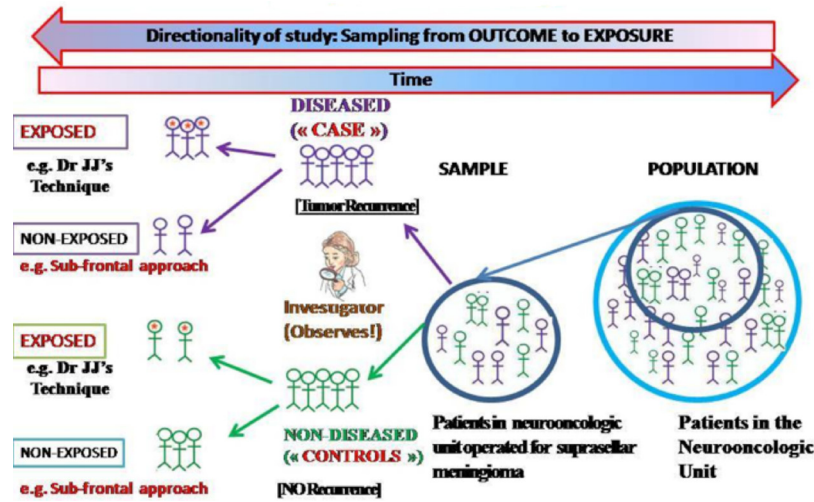 Directionality of study: Sampling from OUTCOME to EXPOSURE
Time
DISEASED
(« CASE »)
[Tumor Recurrence]
EXPOSED
e.g. Dr JJ's
Technique
NON-EXPOSED
e.g. Sub-frontal approach
SAMPLE
POPULATION
Investigator
(Observes!)
EXPOSED
e.g. Dr JJ's
Technique
NON-EXPOSED
e.g. Sub-frontal approach
NON-DISEASED
(« CONTROLS »)
[NO Recurrence]
Patients in neurooncologic
unit operated for suprasellar
meningioma
Patients in the
Neurooncologic
Unit